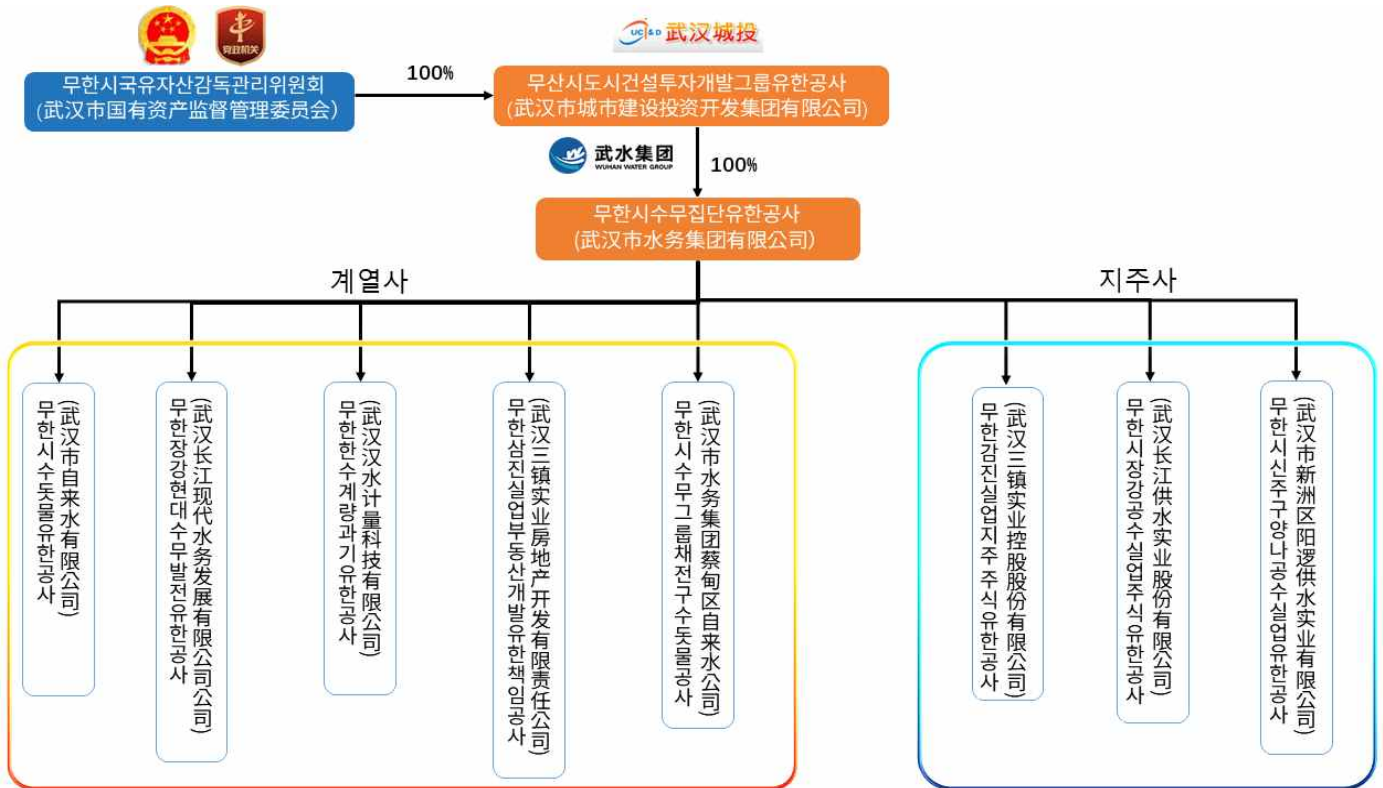 党政机关
UC&D 武汉城投
무한시국유자산감독관리위원회
(武汉市国有资产监督管理委员会)
100%
무산시도시건설투자개발그룹유한공사
(武汉市城市建设投资开发集团有限公司)
武水集团
WUHAN WATER GROUP
100%
무한시수무집단유한공사
(武汉市水务集团有限公司)
계열사
지주사
(武汉市自来水有限公司)
무한시수돗물유한공사
(武汉长江现代水务发展有限公司公司)
무한장강현대수무발전유한공사
(武汉汉水计量科技有限公司)
무한한수계량과기유한공사
(武汉三镇实业房地产开发有限责任公司)
무한삼진실업부동산개발유한책임공사
(武汉市水务集团蔡甸区自来水公司)
무한시수무그룹채전구수돗물공사
(武汉三镇实业控股股份有限公司)
무한감진실업지주 주식유한공사
(武汉长江供水实业股份有限公司)
무한시장강공수실업주식유한공사
(武汉市新洲区阳逻供水实业有限公司)
무한시신주구양나공수실업유한공사